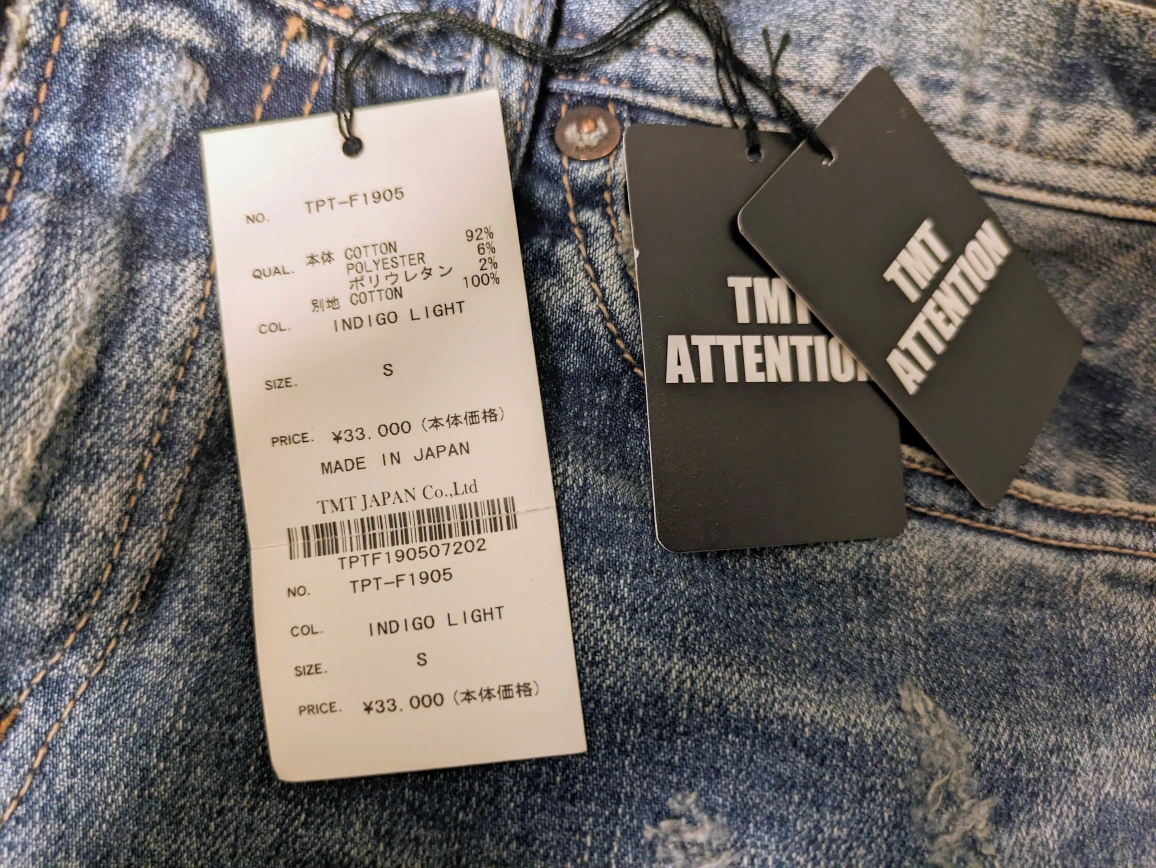 NO. TPT-F1905
QUAL. 本体 COTTON 92%
POLYESTER 6%
ポリウレタン 2%
別地 COTTON 100%
COL. INDIGO LIGHT
SIZE. S
PRICE. ¥33.000 (本体価格)
MADE IN JAPAN
TMT JAPAN Co.,Ltd
TPTF190507202
NO. TPT-F1905
COL. INDIGO LIGHT
SIZE. S
PRICE. ¥33.000 (本体価格)
TMT
ATTENTION
TMT
ATTENTION